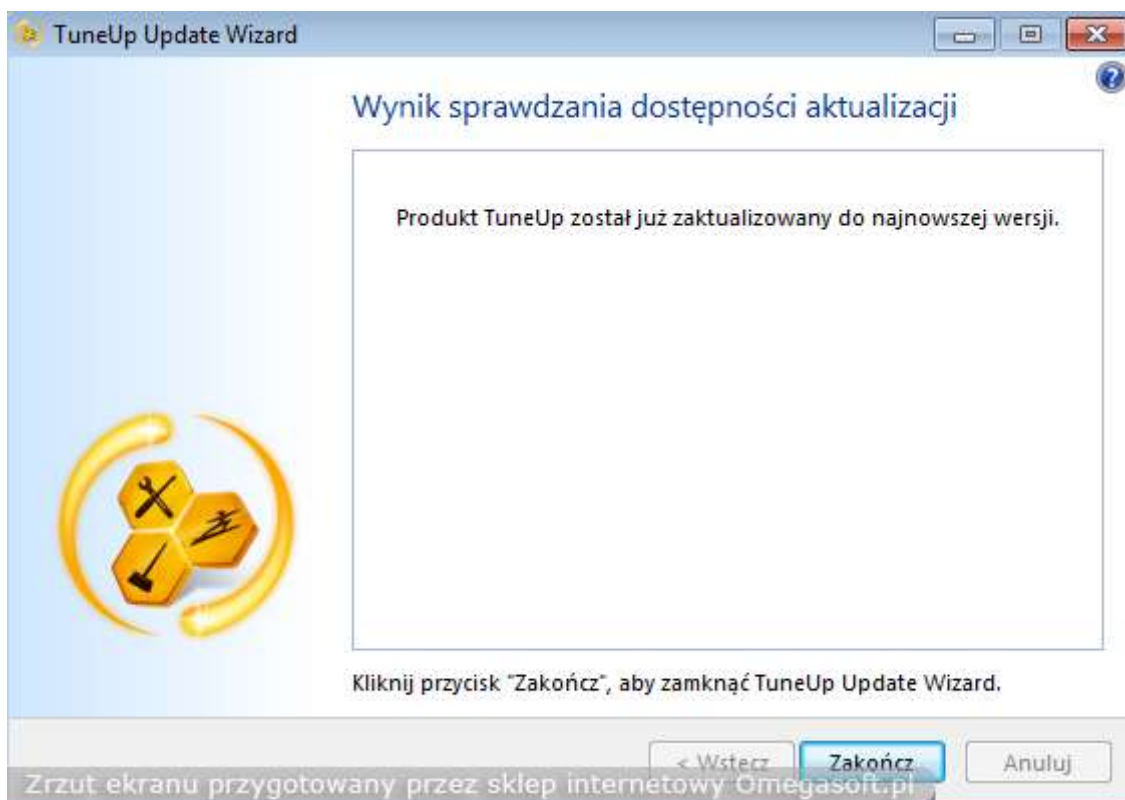 TuneUp Update Wizard
Wynik sprawdzania dostępności aktualizacji
Produkt TuneUp został już zaktualizowany do najnowszej wersji.
Kliknij przycisk "Zakończ", aby zamknąć TuneUp Update Wizard.
< Wstecz Zakończ Anuluj
Zrzut ekranu przygotowany przez sklep internetowy Omegasoft.pl